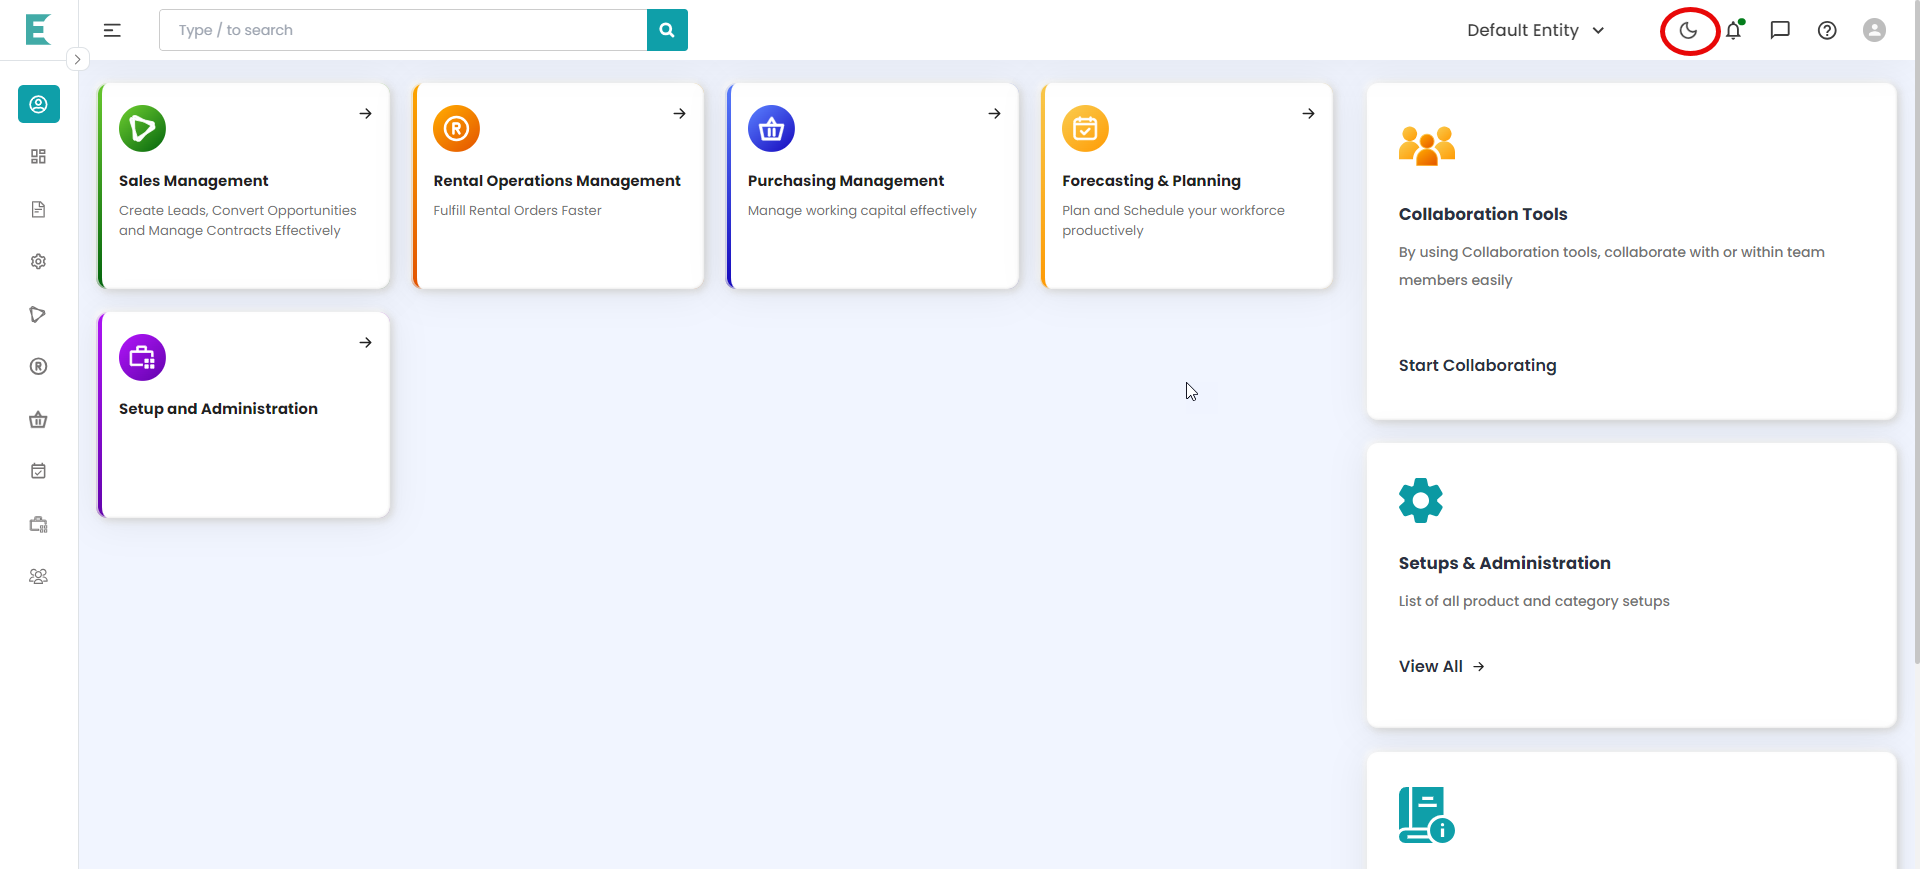 E
Type / to search
Default Entity
Sales Management
Create Leads, Convert Opportunities
and Manage Contracts Effectively
R
Rental Operations Management
Fulfill Rental Orders Faster
Purchasing Management
Manage working capital effectively
Forecasting & Planning
Plan and Schedule your workforce
productively
Setup and Administration
Collaboration Tools
By using Collaboration tools, collaborate with or within team
members easily
Start Collaborating
Setups & Administration
List of all product and category setups
View All